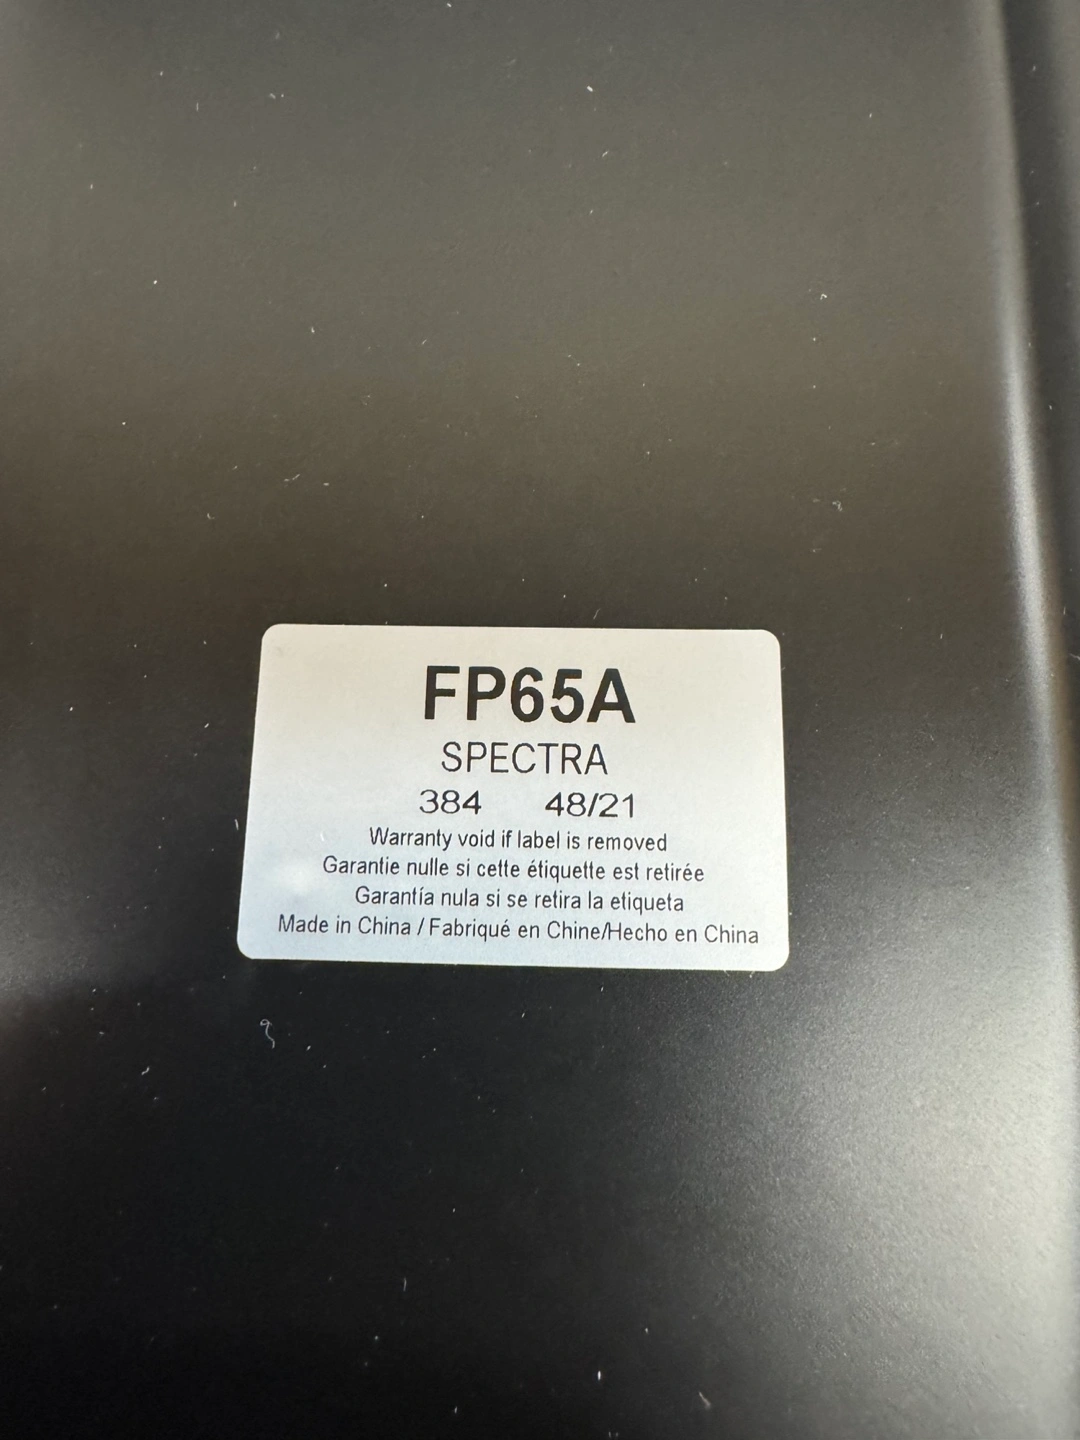 FP65A
SPECTRA
384 48/21
Warranty void if label is removed
Garantie nulle si cette étiquette est retirée
Garantía nula si se retira la etiqueta
Made in China / Fabriqué en Chine/Hecho en China